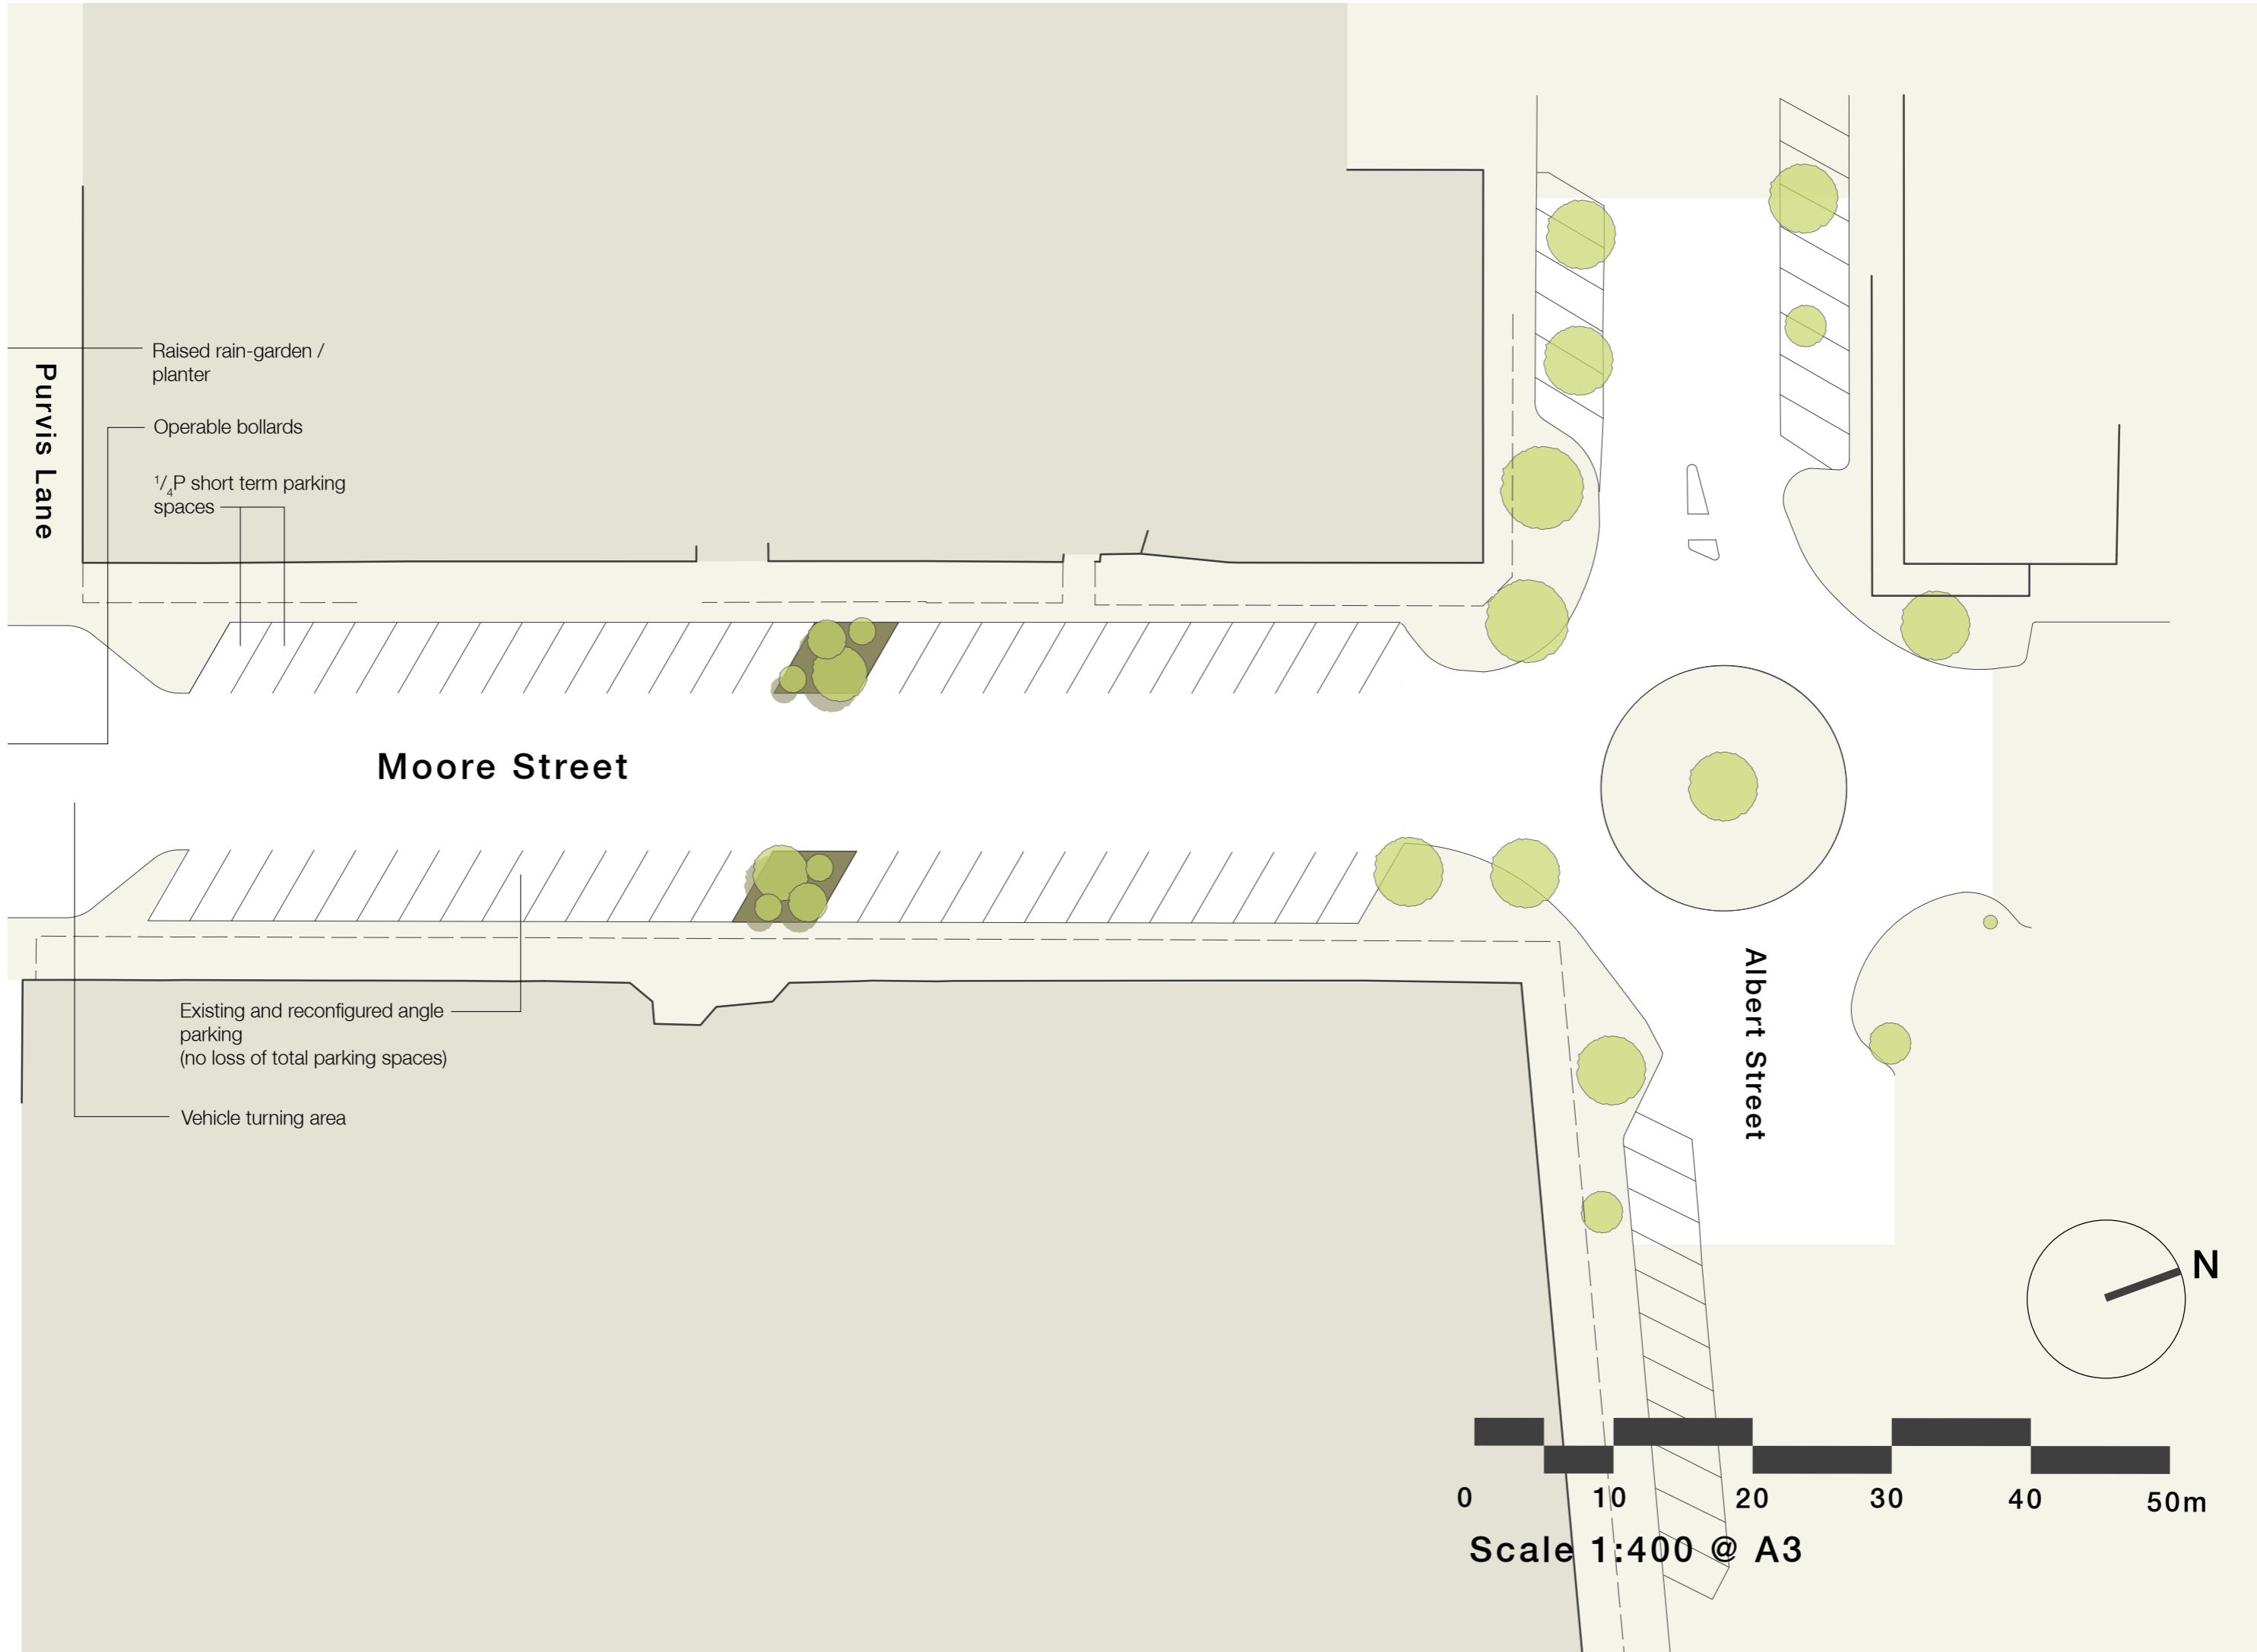 Raised rain-garden /
planter
Purvis Lane
Operable bollards
1/4P short term parking
spaces
Moore Street
Existing and reconfigured angle
parking
(no loss of total parking spaces)
Vehicle turning area
Albert Street
N
0 10 20 30 40 50m
Scale 1:400 @ A3